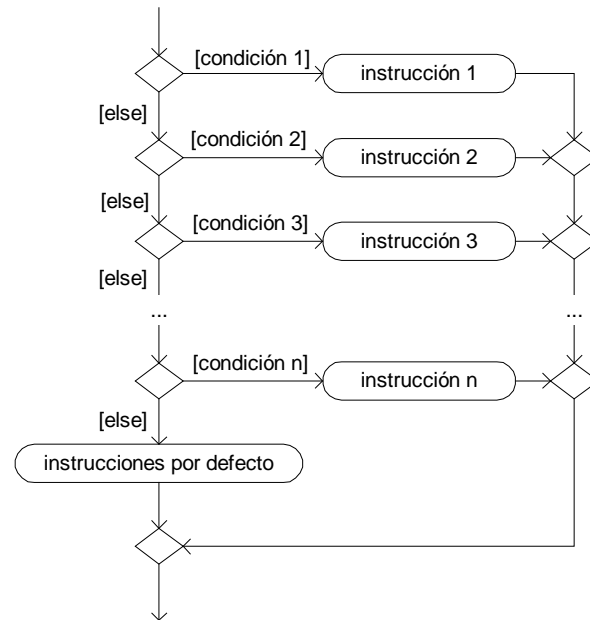 [condición 1]
instrucción 1
[else]
[condición 2]
instrucción 2
[else]
[condición 3]
instrucción 3
[else]
...
...
[condición n]
instrucción n
[else]
instrucciones por defecto